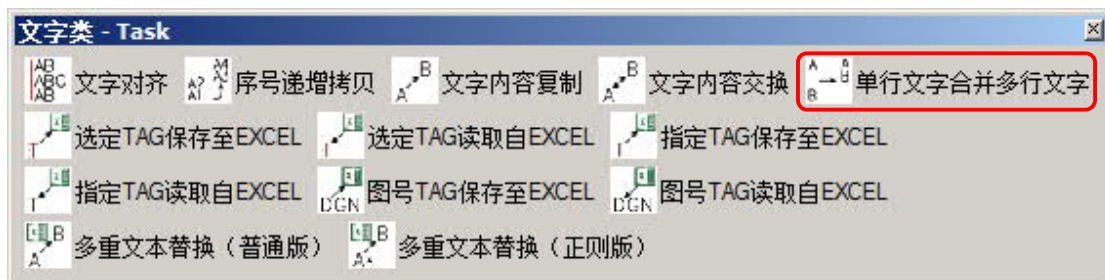 文字类 - Task
文字对齐 序号递增拷贝 文字内容复制 文字内容交换 单行文字合并多行文字
选定TAG保存至EXCEL 选定TAG读取自EXCEL 指定TAG保存至EXCEL
指定TAG读取自EXCEL DGN 图号TAG保存至EXCEL DGN 图号TAG读取自EXCEL
多重文本替换（普通版） 多重文本替换（正则版）